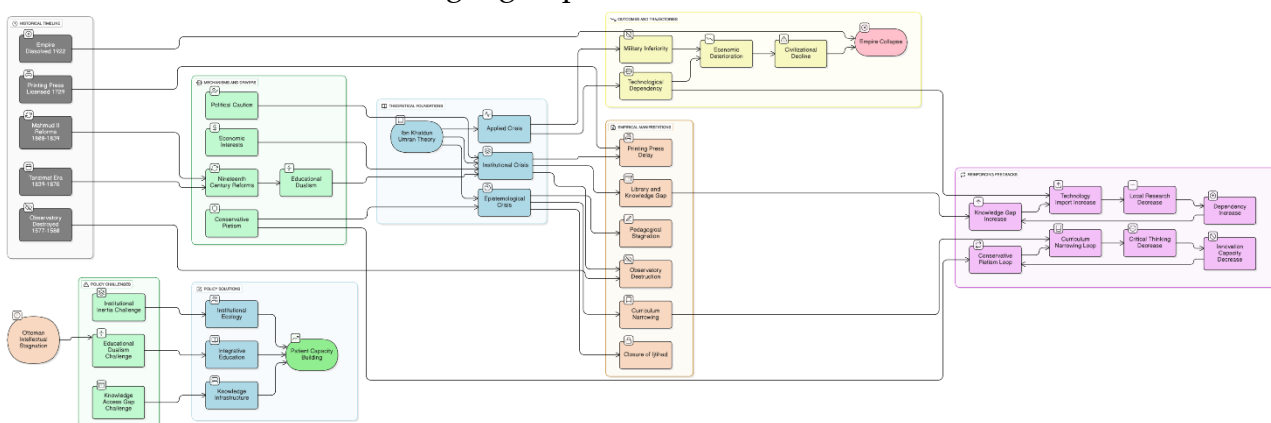 HISTORICAL TIMELINE
Empire
Dissolved 1922
Printing Press
Licensed 1729
Mahmud II
Reforms
1808-1839
Tanzimat Era
1839-1876
Observatory
Destroyed
1577-1580
MECHANISMS AND DRIVERS
Political Caution
Economic
Interests
Nineteenth
Century Reforms
Educational
Dualism
Conservative
Pietism
THEORETICAL FOUNDATIONS
Ibn Khaldun
Umran Theory
Applied Crisis
Institutional Crisis
Epistemological
Crisis
OUTCOMES AND TRAJECTORIES
Military Inferiority
Technological
Dependency
Economic
Deterioration
Civilizational
Decline
Empire Collapse
EMPIRICAL MANIFESTATIONS
Printing Press
Delay
Library and
Knowledge Gap
Pedagogical
Stagnation
Observatory
Destruction
Curriculum
Narrowing
Closure of Ijtihad
REINFORCING FEEDBACKS
Knowledge Gap
Increase
Technology
Import Increase
Local Research
Decrease
Dependency
Increase
Conservative
Pietism Loop
Curriculum
Narrowing Loop
Critical Thinking
Decrease
Innovation
Capacity
Decrease
Ottoman
Intellectual
Stagnation
POLICY CHALLENGES
Institutional
Inertia Challenge
Educational
Dualism
Challenge
Knowledge
Access Gap
Challenge
POLICY SOLUTIONS
Institutional
Ecology
Integrative
Education
Knowledge
Infrastructure
Patient Capacity
Building